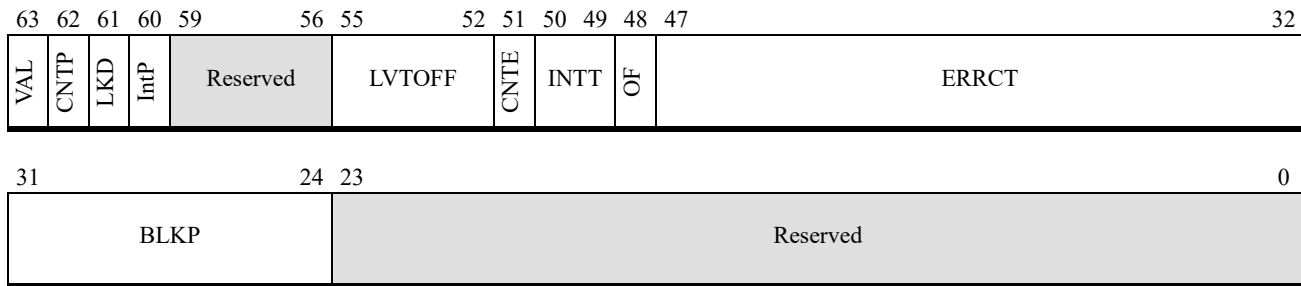 63 62 61 60 59 56 55 52 51 50 49 48 47 32
VAL CNTP LKD IntP Reserved LVTOFF CNTE INTT OF ERRCT
31 24 23 0
BLKP Reserved